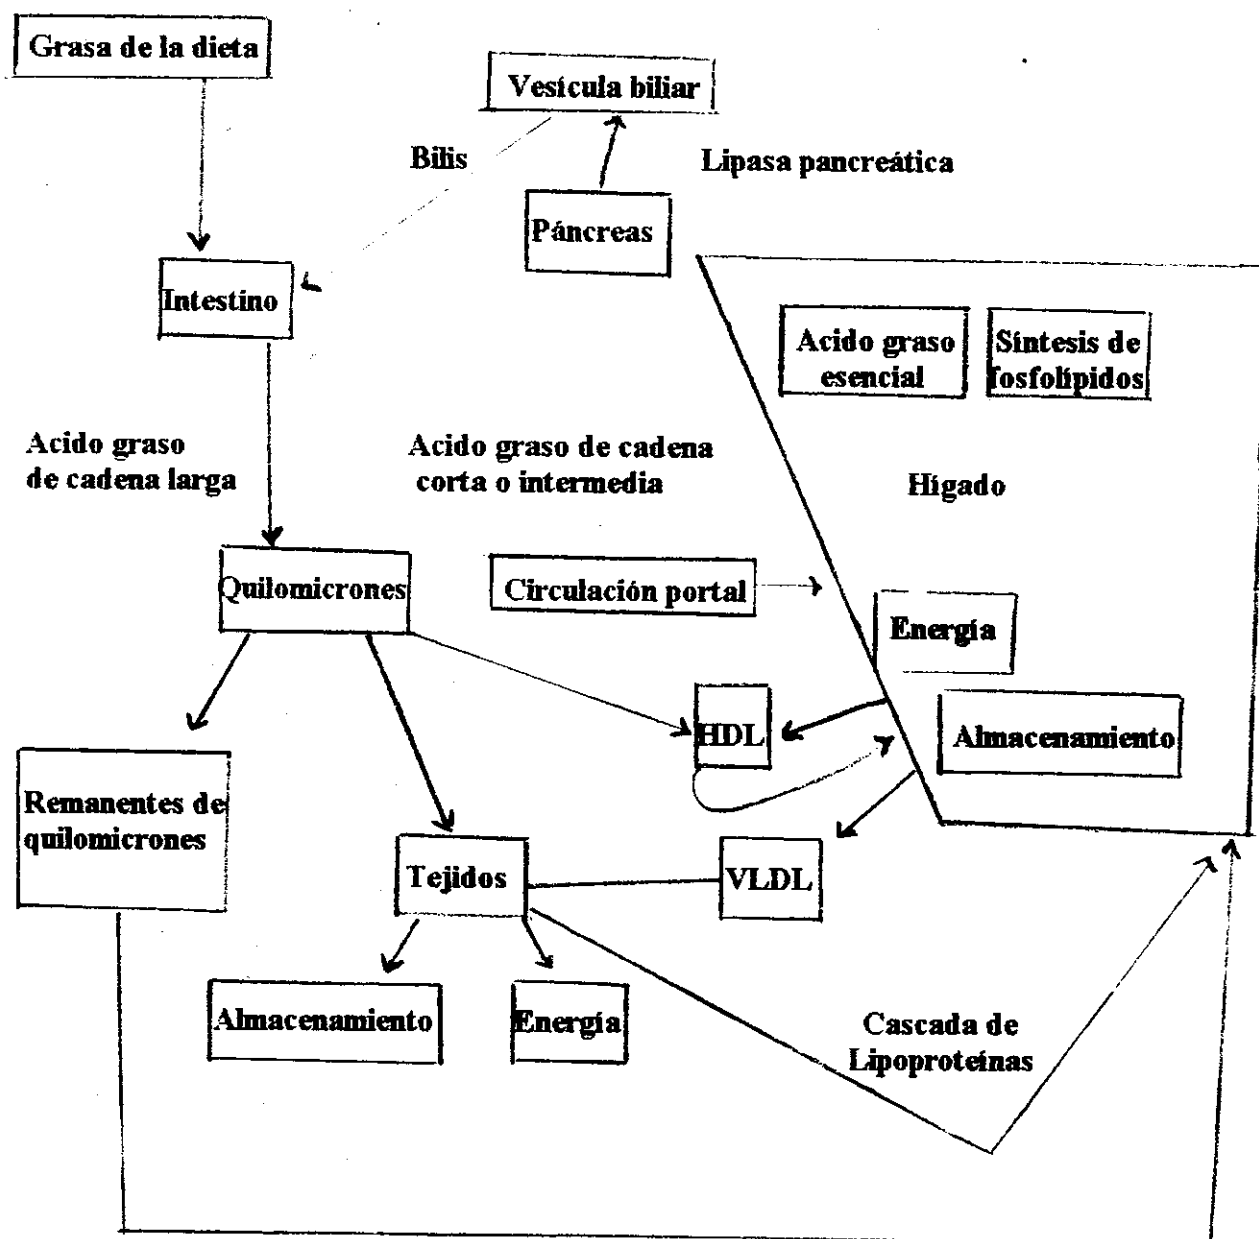 Grasa de la dieta
Vesícula biliar
Bilis
Lipasa pancreática
Páncreas
Intestino
Acido graso
esencial
Síntesis de
fosfolípidos
Acido graso
de cadena larga
Acido graso de cadena
corta o intermedia
Hígado
Quilomicrones
Circulación portal
Energía
HDL
Almacenamiento
Remanentes de
quilomicrones
Tejidos
VLDL
Almacenamiento
Energía
Cascada de
Lipoproteínas